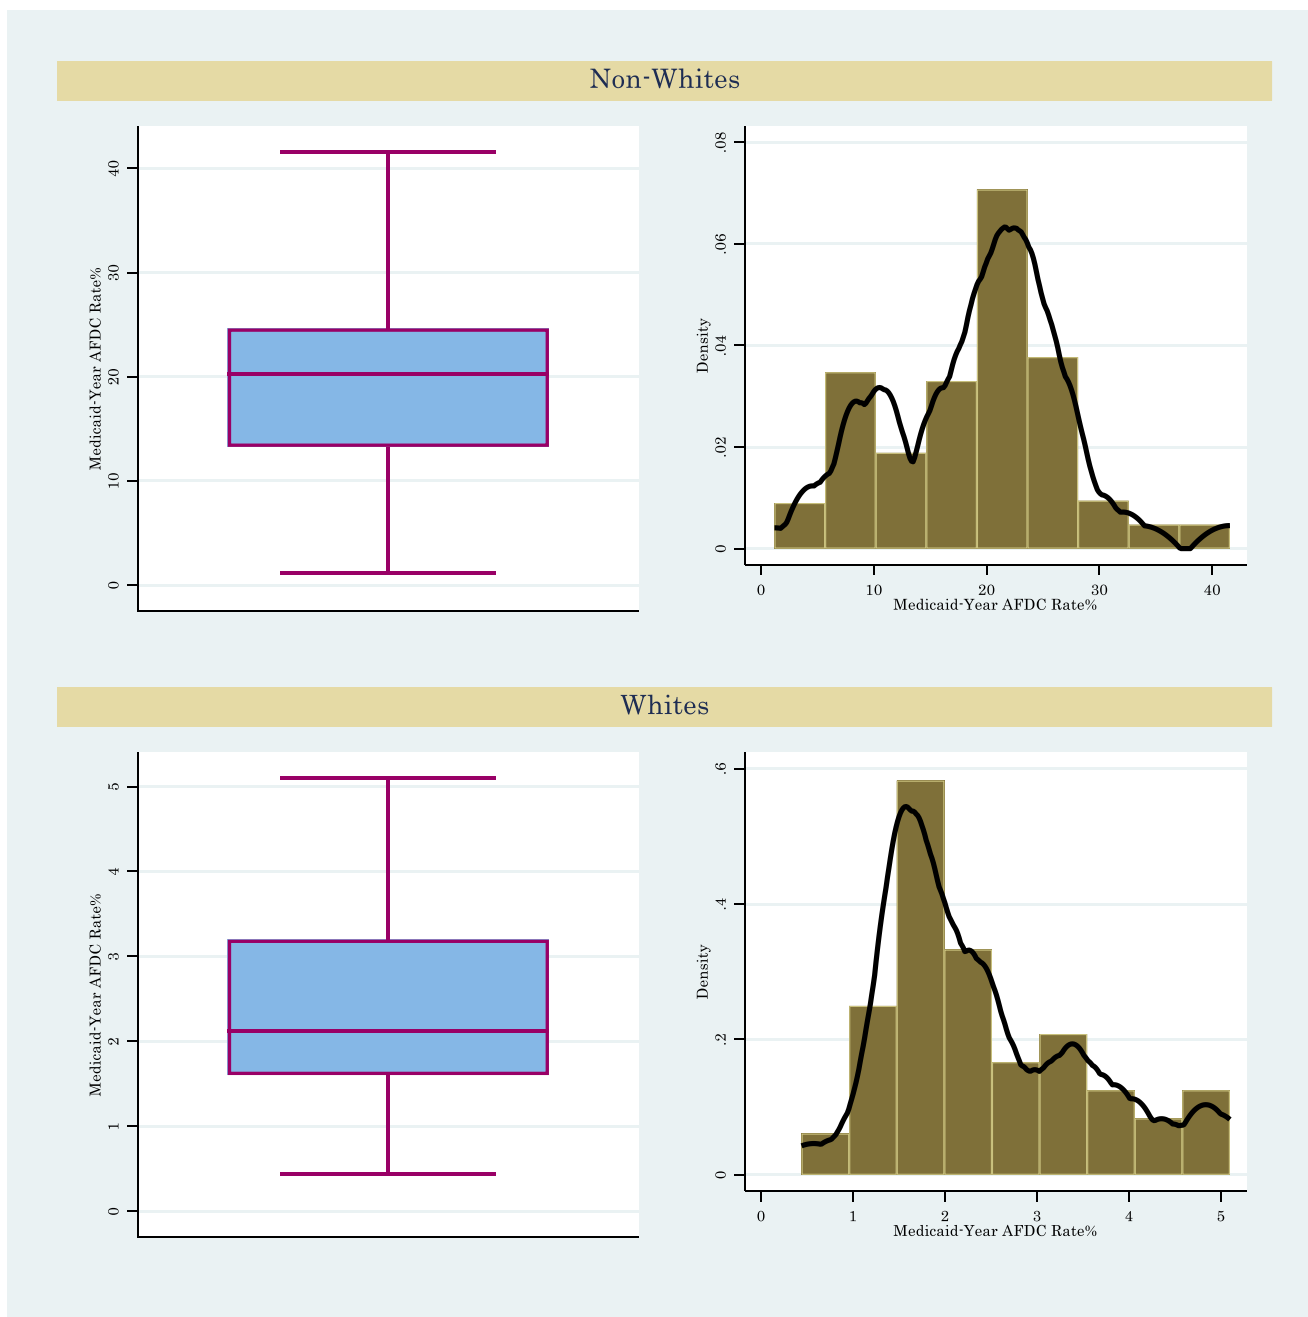 Non-Whites
Medicaid-Year AFDC Rate%
40
30
20
10
0
Density
.08
.06
.04
.02
0
0 10 20 30 40
Medicaid-Year AFDC Rate%
Whites
Medicaid-Year AFDC Rate%
5
4
3
2
1
0
Density
.6
.4
.2
0
0 1 2 3 4 5
Medicaid-Year AFDC Rate%